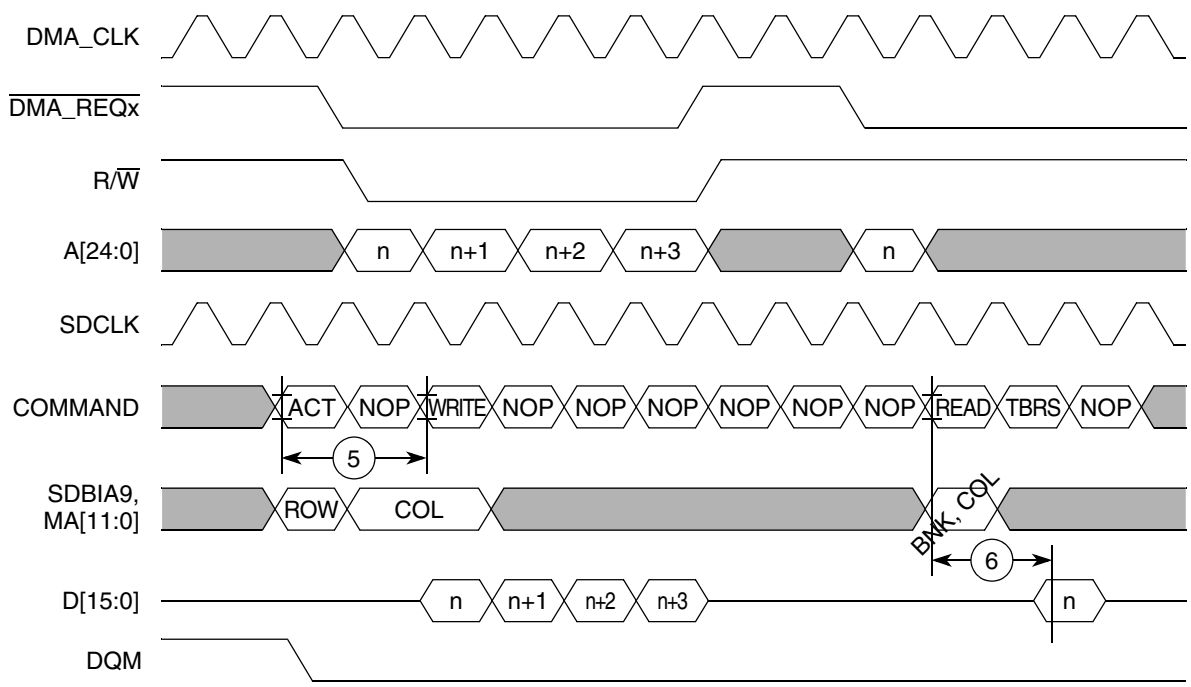 DMA_CLK
DMA_REQx
R/W
A[24:0] n n+1 n+2 n+3 n
SDCLK
COMMAND ACT NOP WRITE NOP NOP NOP NOP NOP NOP READ TBRS NOP
5
SDBIA9,
MA[11:0] ROW COL BNK, COL
6
D[15:0] n n+1 n+2 n+3 n
DQM